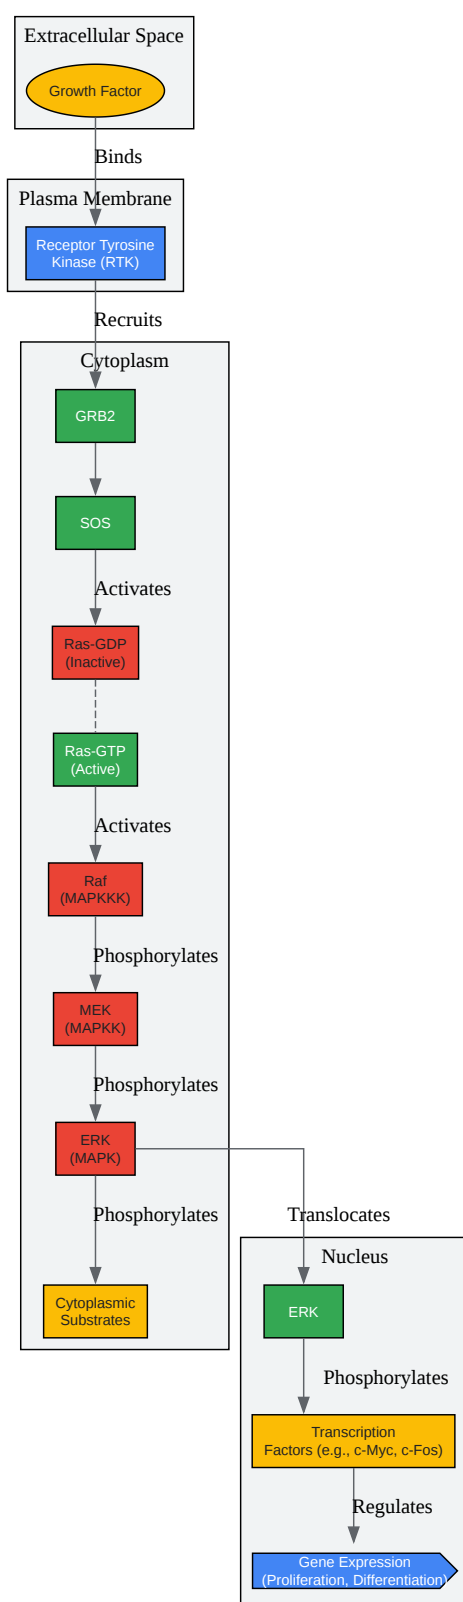 Extracellular Space
Growth Factor
Binds
Plasma Membrane
Receptor Tyrosine
Kinase (RTK)
Recruits
Cytoplasm
GRB2
SOS
Activates
Ras-GDP
(Inactive)
Ras-GTP
(Active)
Activates
Raf
(MAPKKK)
Phosphorylates
MEK
(MAPKK)
Phosphorylates
ERK
(MAPK)
Phosphorylates
Cytoplasmic
Substrates
Translocates
Nucleus
ERK
Phosphorylates
Transcription
Factors (e.g., c-Myc, c-Fos)
Regulates
Gene Expression
(Proliferation, Differentiation)